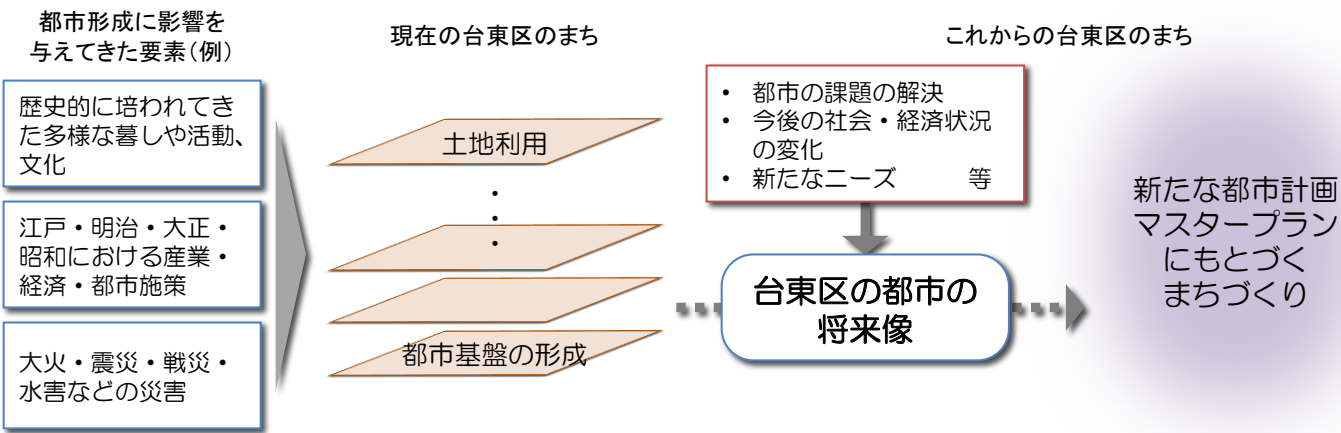 都市形成に影響を
与えてきた要素（例）
現在の台東区のまち
これからの台東区のまち
歴史的に培われてき
た多様な暮しや活動、
文化
江戸・明治・大正・
昭和における産業・
経済・都市施策
大火・震災・戦災・
水害などの災害
土地利用
・
・
・
都市基盤の形成
• 都市の課題の解決
• 今後の社会・経済状況
の変化
• 新たなニーズ　　等
台東区の都市の
将来像
新たな都市計画
マスタープラン
にもとづく
まちづくり